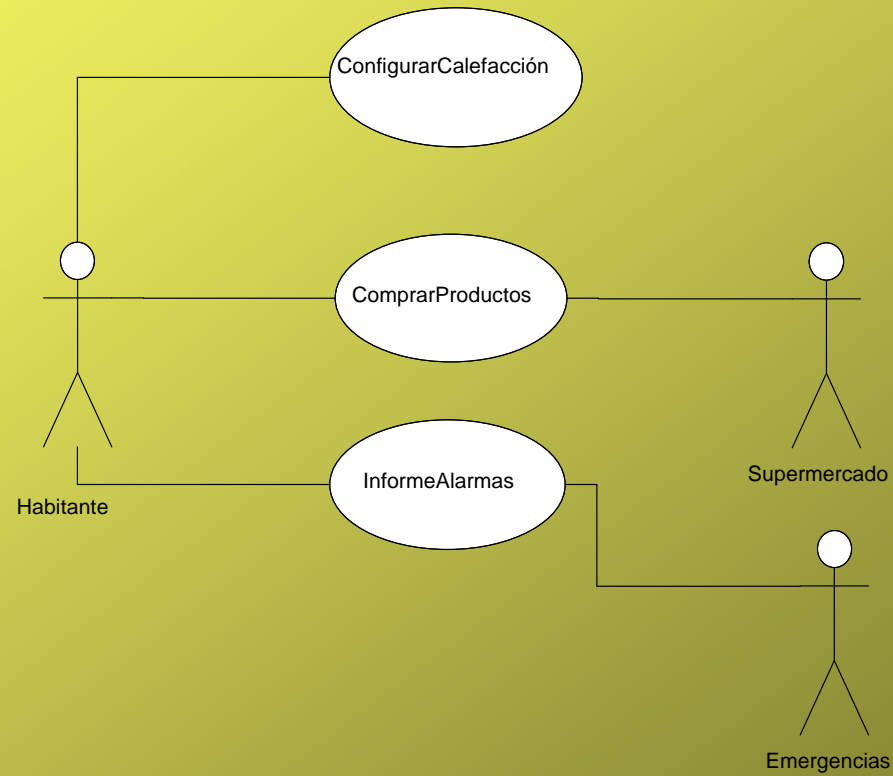 ConfigurarCalefacción
ComprarProductos
InformeAlarmas
Supermercado
Habitante
Emergencias